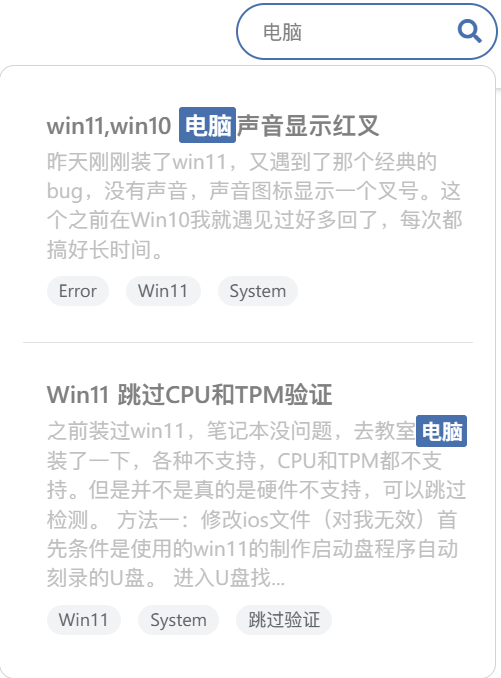 电脑
win11,win10 电脑声音显示红叉
昨天刚刚装了win11，又遇到了那个经典的
bug，没有声音，声音图标显示一个叉号。这
个之前在Win10我就遇见过好多回了，每次都
搞好长时间。
Error Win11 System
Win11 跳过CPU和TPM验证
之前装过win11，笔记本没问题，去教室电脑
装了一下，各种不支持，CPU和TPM都不支
持。但是并不是真的是硬件不支持，可以跳过
检测。 方法一：修改ios文件（对我无效）首
先条件是使用的win11的制作启动盘程序自动
刻录的U盘。 进入U盘找...
Win11 System 跳过验证